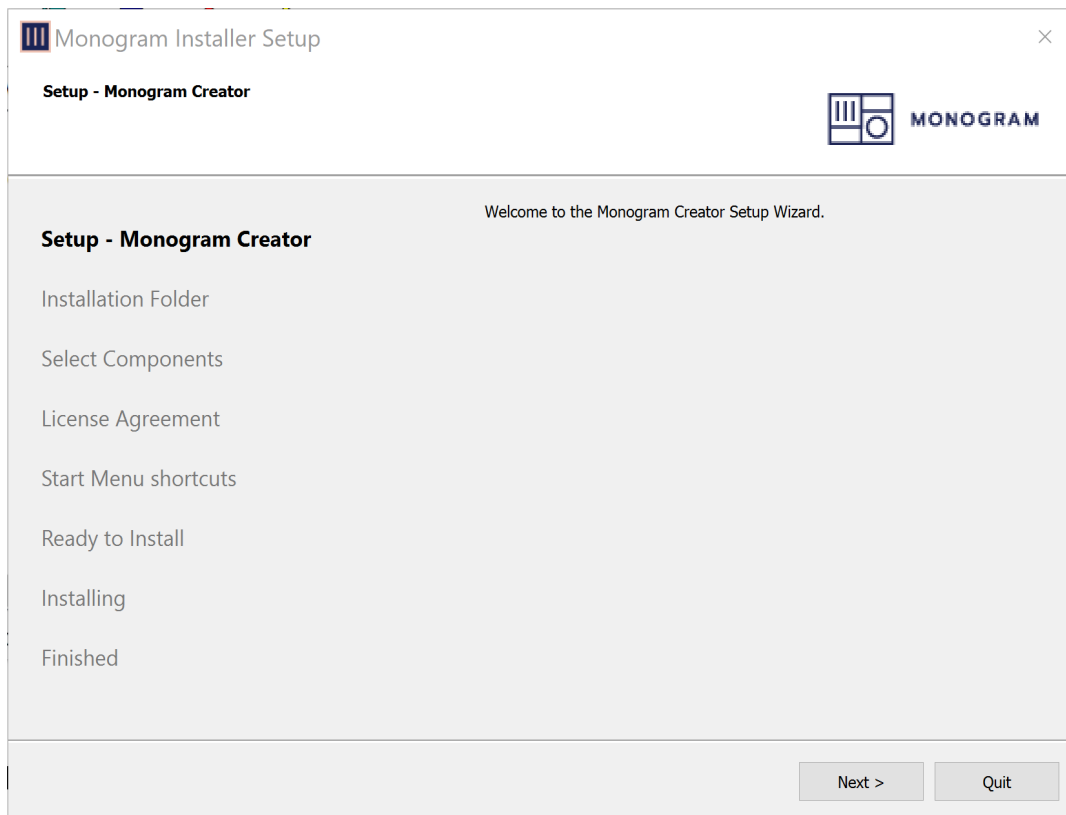 Monogram Installer Setup
Setup - Monogram Creator
MONOGRAM
Welcome to the Monogram Creator Setup Wizard.
Setup - Monogram Creator
Installation Folder
Select Components
License Agreement
Start Menu shortcuts
Ready to Install
Installing
Finished
Next >
Quit